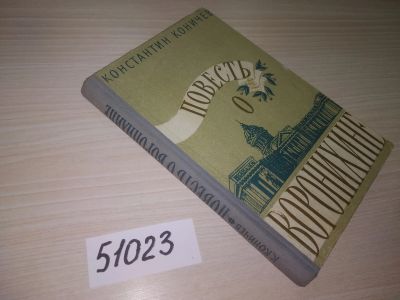 КОНСТАНТИН КОНИЧЕВ
ПОВЕСТЬ
О
ВОРОНИХИНЕ
К.КОНИЧЕВ ПОВЕСТЬ О ВОРОНИХИНЕ
51023